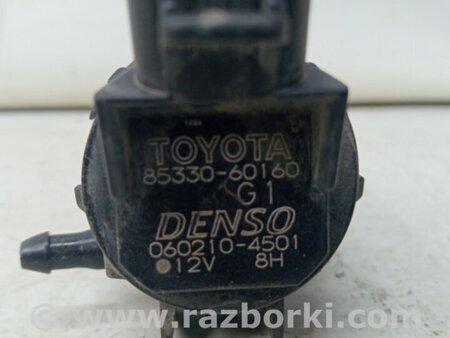 TOYOTA
85330-60160
G1
DENSO
060210-4501
12V 8H
www.razborki.com